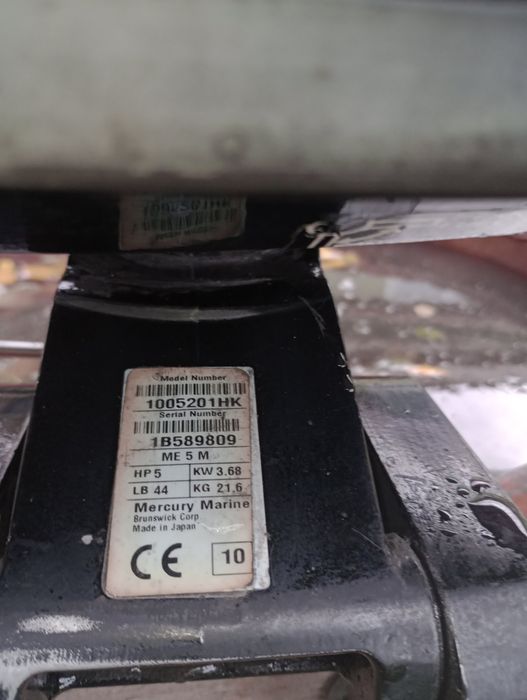 Model Number
1005201HK
Serial Number
1B589809
ME 5 M
HP 5 KW 3.68
LB 44 KG 21.6
Mercury Marine
Brunswick Corp
Made in Japan
CE 10